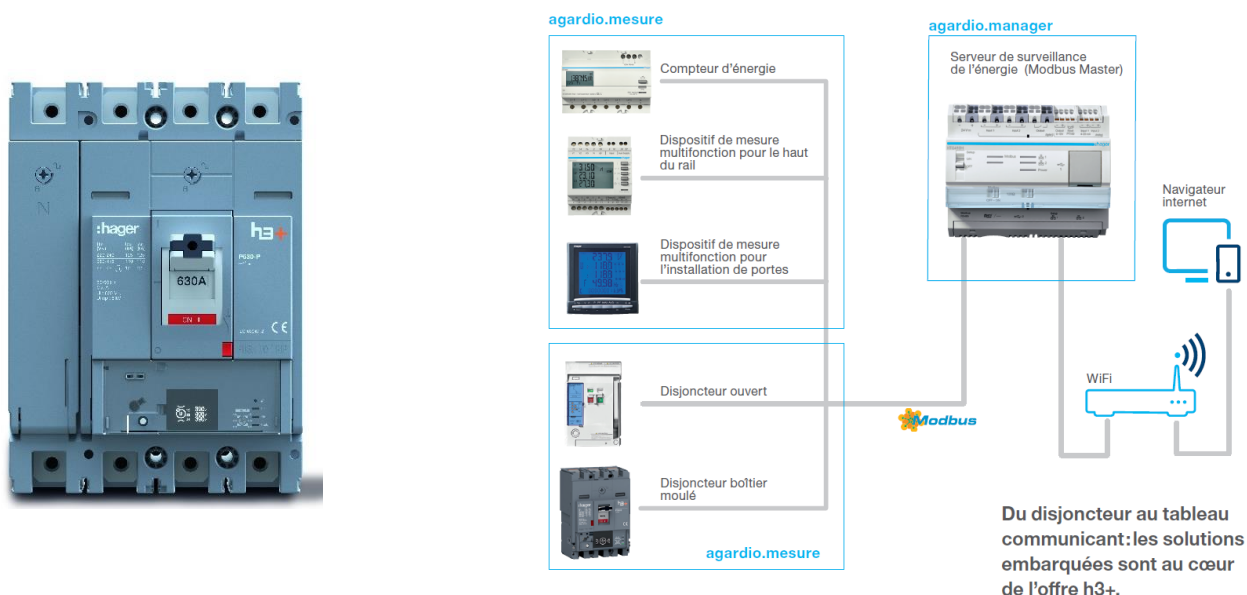 :hager
h3+
P630-P
630A
ON I
CE
N
agardio.mesure
Compteur d'énergie
Dispositif de mesure
multifonction pour le haut
du rail
Dispositif de mesure
multifonction pour
l'installation de portes
Disjoncteur ouvert
Disjoncteur boîtier
moulé
agardio.mesure
agardio.manager
Serveur de surveillance
de l'énergie (Modbus Master)
Modbus
Navigateur
internet
WiFi
Du disjoncteur au tableau
communicant:les solutions
embarquées sont au cœur
de l'offre h3+.